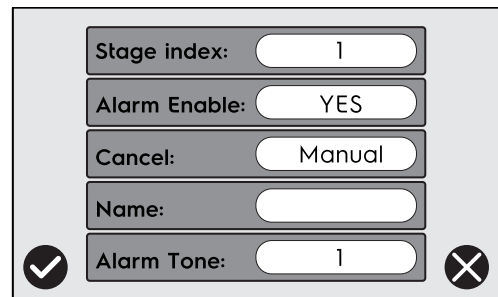 Stage index: 1
Alarm Enable: YES
Cancel: Manual
Name:
Alarm Tone: 1